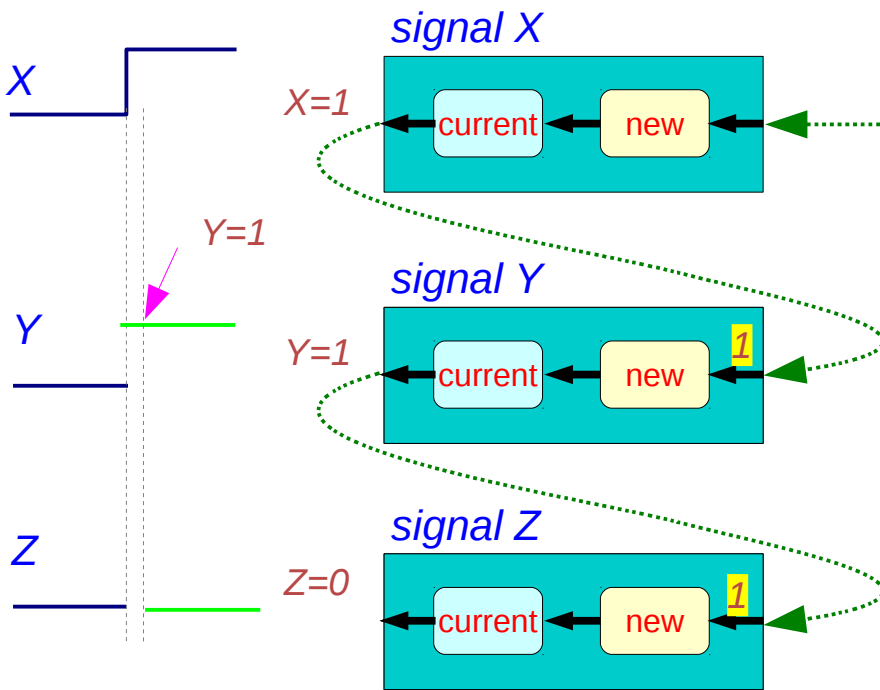 signal X
X
X=1
current
new
Y=1
signal Y
Y
Y=1
current
new
1
signal Z
Z
Z=0
current
new
1